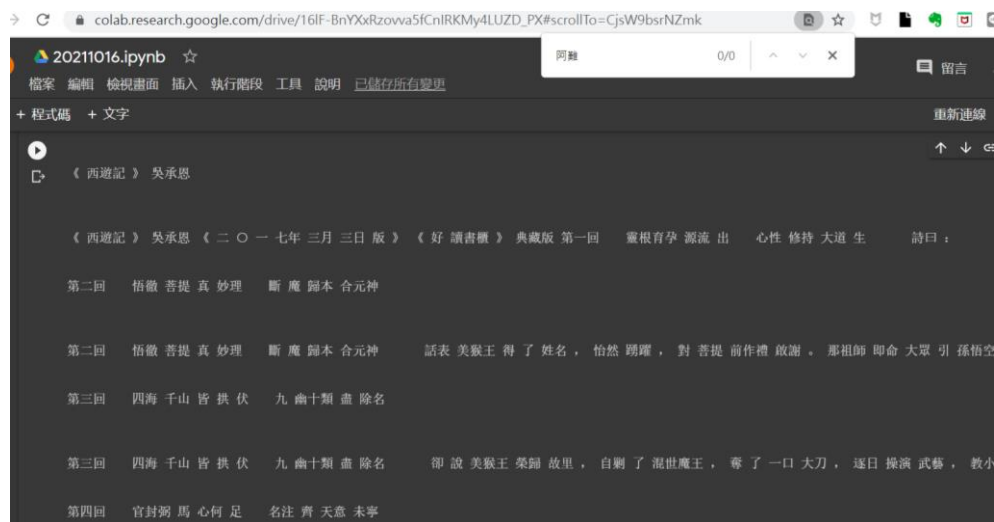 colab.research.google.com/drive/16lF-BnYXxRzovva5fCnIRKMy4LUZD_PX#scrollTo=CjsW9bsrNZmk
20211016.ipynb
阿難 0/0
檔案 編輯 檢視畫面 插入 執行階段 工具 說明 已儲存所有變更
留言
+ 程式碼 + 文字
重新連線
《 西遊記 》 吳承恩
《 西遊記 》 吳承恩 《 二 〇 一 七年 三月 三日 版 》 《 好 讀書櫃 》 典藏版 第一回 靈根育孕 源流 出 心性 修持 大道 生 詩曰 :
第二回 悟徹 菩提 真 妙理 斷 魔 歸本 合元神
第二回 悟徹 菩提 真 妙理 斷 魔 歸本 合元神 話表 美猴王 得 了 姓名 , 怡然 踴躍 , 對 菩提 前作禮 啟謝 。 那祖師 即命 大眾 引 孫悟空
第三回 四海 千山 皆 拱 伏 九 幽十類 盡 除名
第三回 四海 千山 皆 拱 伏 九 幽十類 盡 除名 卻 說 美猴王 榮歸 故里 , 自剿 了 混世魔王 , 奪 了 一口 大刀 , 逐日 操演 武藝 , 教小
第四回 官封弼 馬 心何 足 名注 齊 天意 未寧